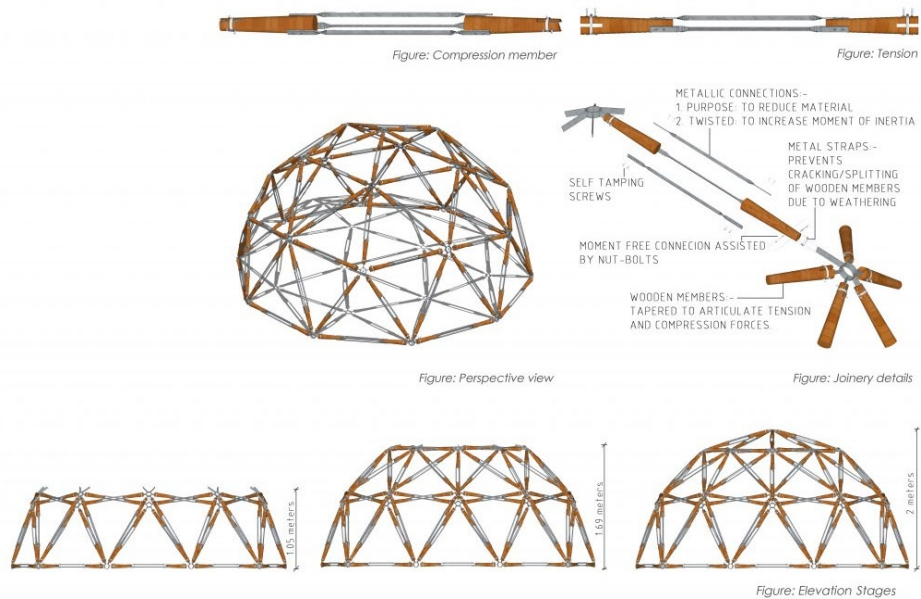 Figure: Compression member
Figure: Tension
METALLIC CONNECTIONS:-
1. PURPOSE: TO REDUCE MATERIAL
2. TWISTED: TO INCREASE MOMENT OF INERTIA
METAL STRAPS:-
PREVENTS
CRACKING/SPLITTING
OF WOODEN MEMBERS
DUE TO WEATHERING
SELF TAMPING
SCREWS
MOMENT FREE CONNECION ASSISTED
BY NUT-BOLTS
WOODEN MEMBERS:-
TAPERED TO ARTICULATE TENSION
AND COMPRESSION FORCES.
Figure: Perspective view
Figure: Joinery details
1.05 meters
1.69 meters
2 meters
Figure: Elevation Stages